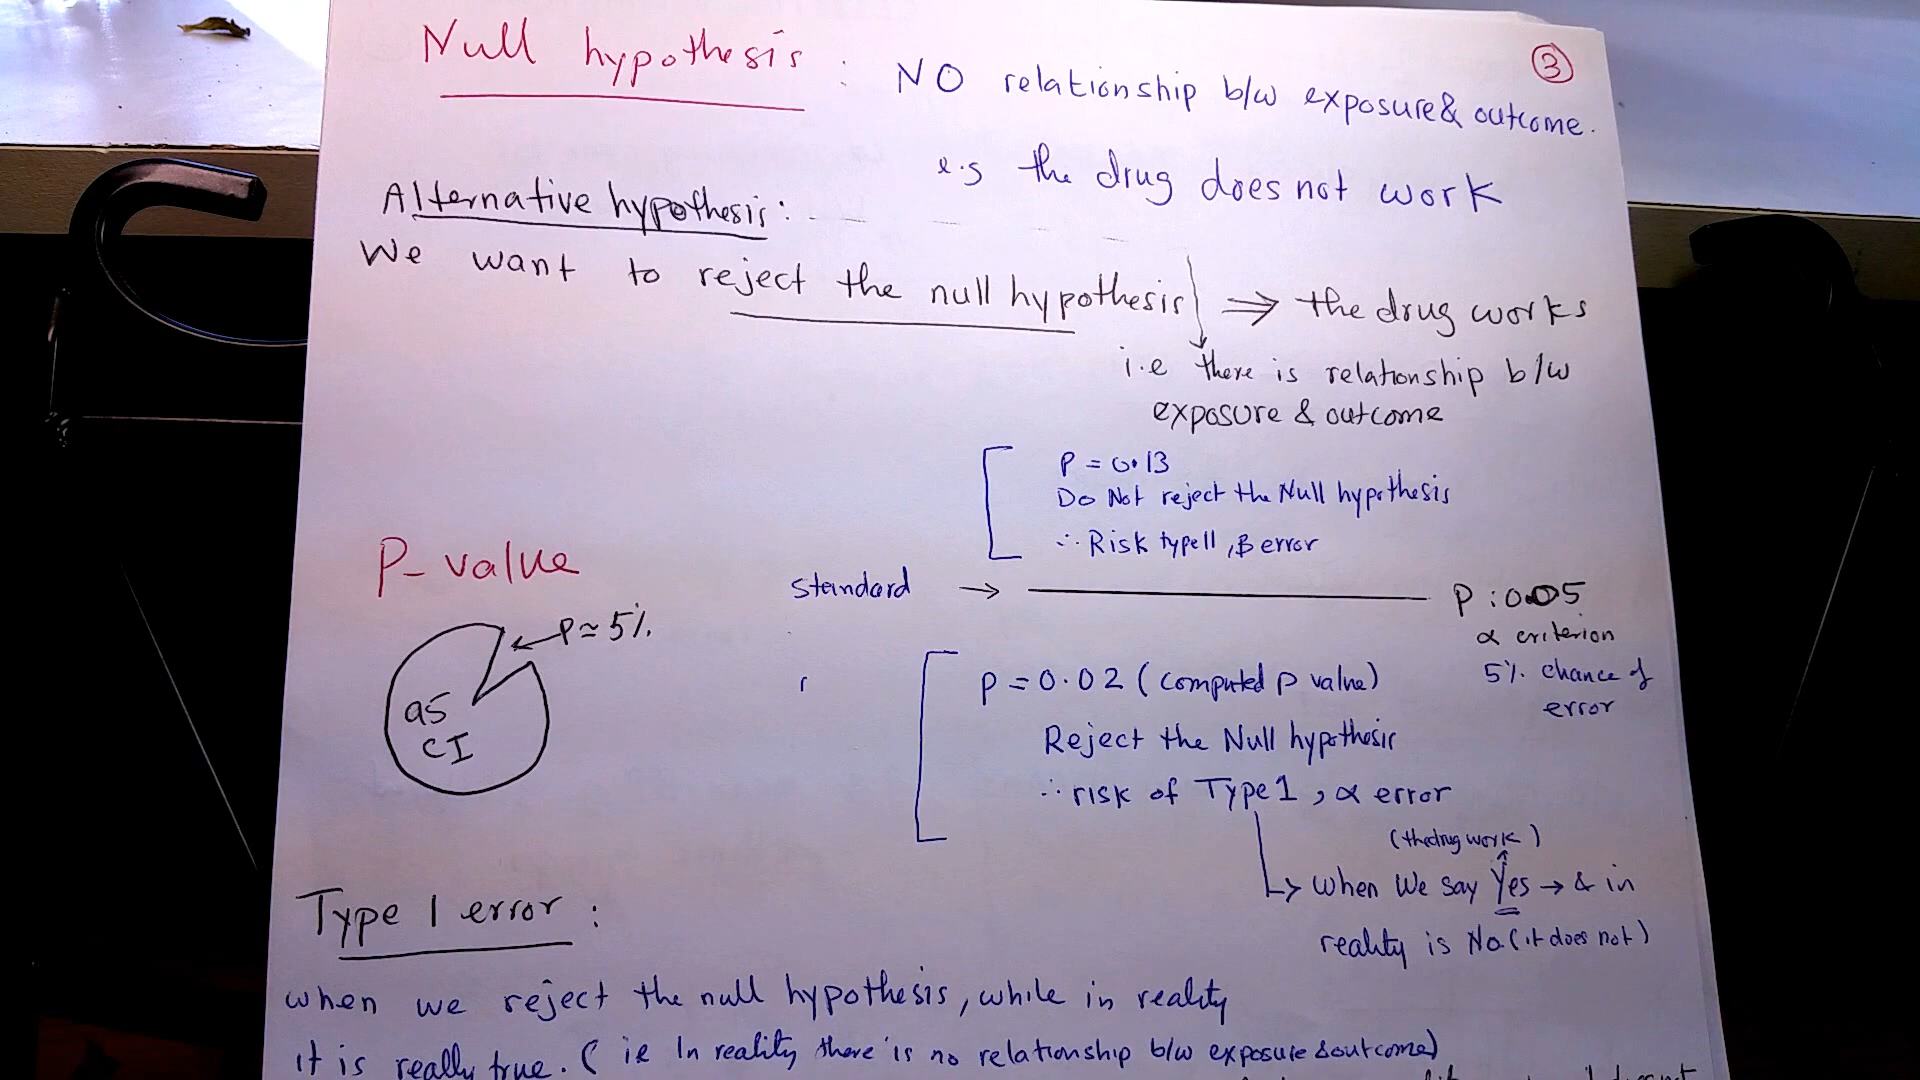 ③
Null hypothesis : NO relationship b/w exposure & outcome.
e.g the drug does not work
Alternative hypothesis:
We want to reject the null hypothesis ⇒ the drug works
i.e there is relationship b/w
exposure & outcome
P = 0.13
Do Not reject the Null hypothesis
∴ Risk type II, B error
P-value
P ≃ 5%
95
CI
Standard → P : 0.05
α criterion
5% chance of
error
p = 0.02 (computed p value)
Reject the Null hypothesis
∴ risk of Type 1, α error
(the drug work)
↳ When We say Yes → & in
reality is No. (it does not)
Type 1 error :
when we reject the null hypothesis, while in reality
it is really true. (ie In reality there is no relationship b/w exposure & outcome)